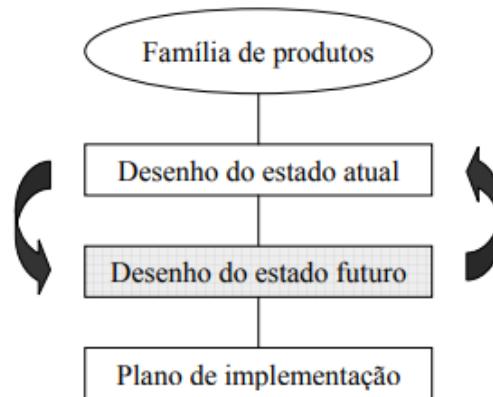 Família de produtos
Desenho do estado atual
Desenho do estado futuro
Plano de implementação